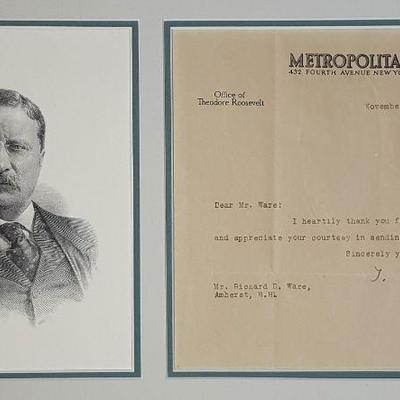 METROPOLITA
432 FOURTH AVENUE NEW YO
Office of
Theodore Roosevelt
Novembe
Dear Mr. Ware:
I heartily thank you f
and appreciate your courtesy in sendin
Sincerely y
T.
Mr. Richard D. Ware,
Amherst, N.H.